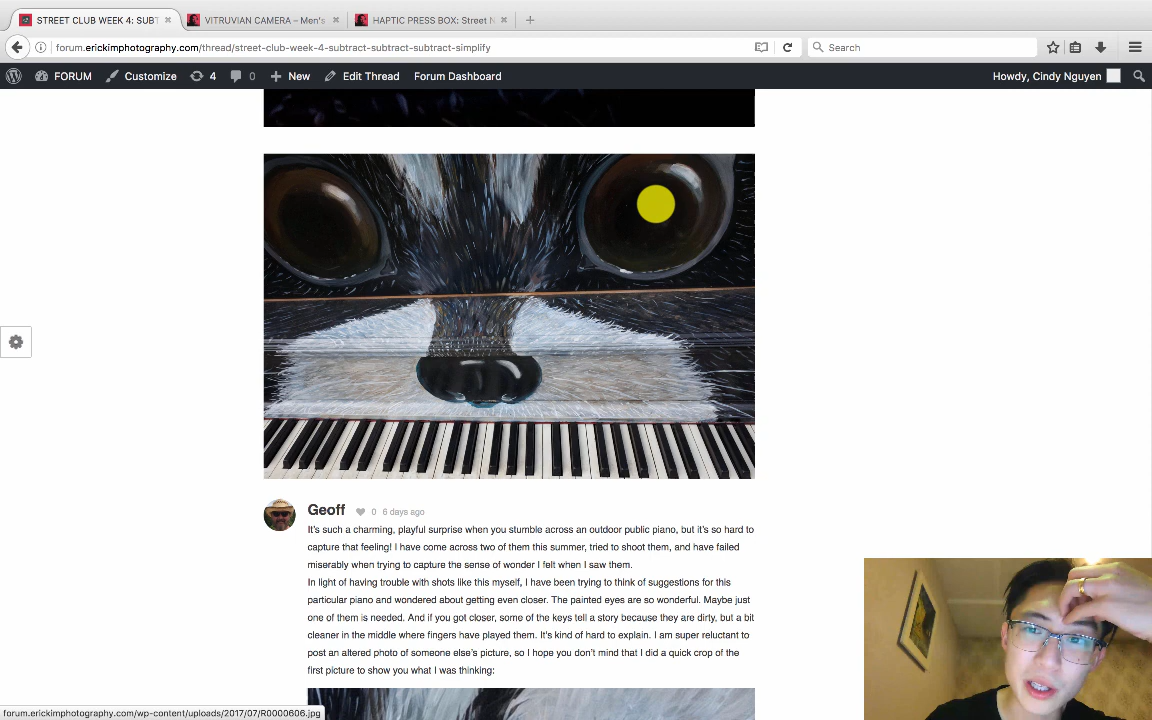 STREET CLUB WEEK 4: SUBT
VITRUVIAN CAMERA – Men's
HAPTIC PRESS BOX: Street N
forum.erickimphotography.com/thread/street-club-week-4-subtract-subtract-subtract-simplify
Search
FORUM
Customize
4
0
New
Edit Thread
Forum Dashboard
Howdy, Cindy Nguyen
Geoff
0
6 days ago
It's such a charming, playful surprise when you stumble across an outdoor public piano, but it's so hard to
capture that feeling! I have come across two of them this summer, tried to shoot them, and have failed
miserably when trying to capture the sense of wonder I felt when I saw them.
In light of having trouble with shots like this myself, I have been trying to think of suggestions for this
particular piano and wondered about getting even closer. The painted eyes are so wonderful. Maybe just
one of them is needed. And if you got closer, some of the keys tell a story because they are dirty, but a bit
cleaner in the middle where fingers have played them. It's kind of hard to explain. I am super reluctant to
post an altered photo of someone else's picture, so I hope you don't mind that I did a quick crop of the
first picture to show you what I was thinking:
forum.erickimphotography.com/wp-content/uploads/2017/07/R0000606.jpg